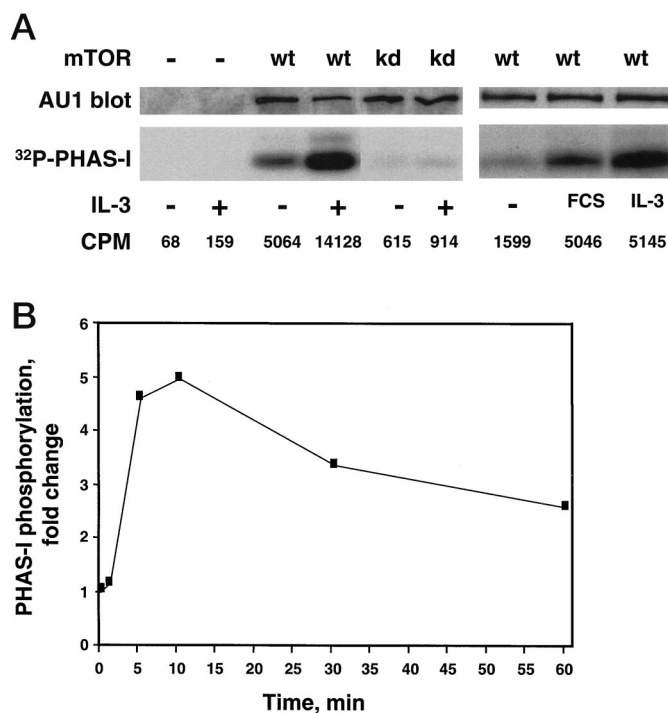 A
mTOR - - wt wt kd kd wt wt wt
AU1 blot
32P-PHAS-I
IL-3 - + - + - + - FCS IL-3
CPM 68 159 5064 14128 615 914 1599 5046 5145
B
6
5
4
3
2
1
0
PHAS-I phosphorylation,
fold change
0 5 10 15 20 25 30 35 40 45 50 55 60
Time, min